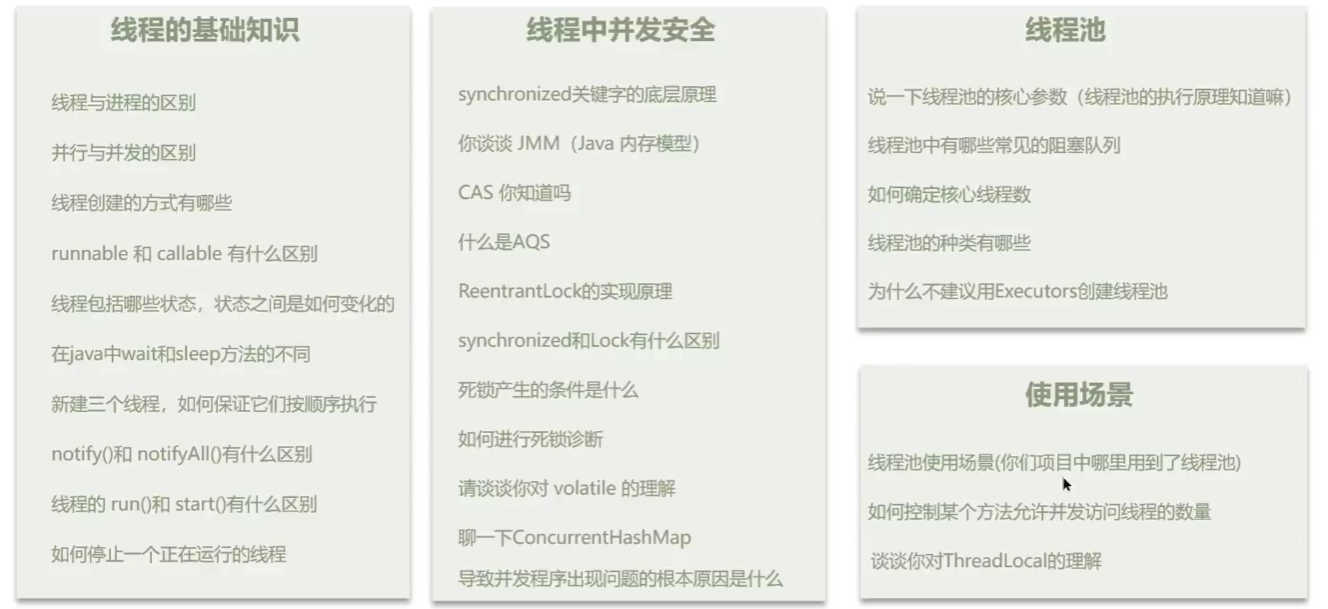 线程的基础知识
线程与进程的区别
并行与并发的区别
线程创建的方式有哪些
runnable 和 callable 有什么区别
线程包括哪些状态，状态之间是如何变化的
在java中wait和sleep方法的不同
新建三个线程，如何保证它们按顺序执行
notify()和 notifyAll()有什么区别
线程的 run()和 start()有什么区别
如何停止一个正在运行的线程
线程中并发安全
synchronized关键字的底层原理
你谈谈 JMM（Java 内存模型）
CAS 你知道吗
什么是AQS
ReentrantLock的实现原理
synchronized和Lock有什么区别
死锁产生的条件是什么
如何进行死锁诊断
请谈谈你对 volatile 的理解
聊一下ConcurrentHashMap
导致并发程序出现问题的根本原因是什么
线程池
说一下线程池的核心参数（线程池的执行原理知道嘛）
线程池中有哪些常见的阻塞队列
如何确定核心线程数
线程池的种类有哪些
为什么不建议用Executors创建线程池
使用场景
线程池使用场景(你们项目中哪里用到了线程池)
如何控制某个方法允许并发访问线程的数量
谈谈你对ThreadLocal的理解